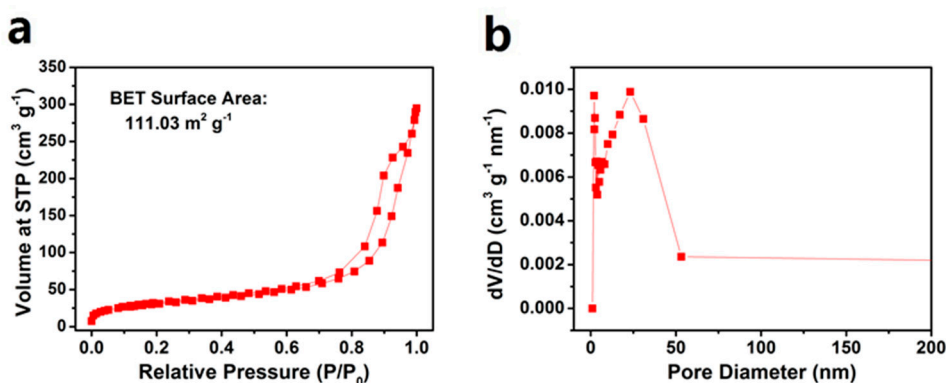 a
BET Surface Area:
111.03 m² g⁻¹
Volume at STP (cm³ g⁻¹)
350
300
250
200
150
100
50
0
0.0 0.2 0.4 0.6 0.8 1.0
Relative Pressure (P/P₀)
b
dV/dD (cm³ g⁻¹ nm⁻¹)
0.010
0.008
0.006
0.004
0.002
0.000
0 50 100 150 200
Pore Diameter (nm)